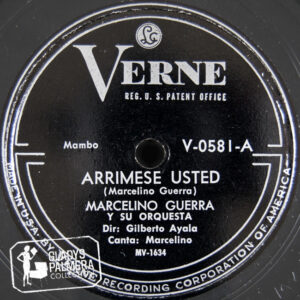 VERNE
REG. U. S. PATENT OFFICE
Mambo
V-0581-A
ARRIMESE USTED
(Marcelino Guerra)
MARCELINO GUERRA
Y SU ORQUESTA
Dir: Gilberto Ayala
Canta: Marcelino
MV-1634
IN U.S.A. BY
RECORDING CORPORATION OF AMERICA
GLADYS
PALMERA
COLLECTION